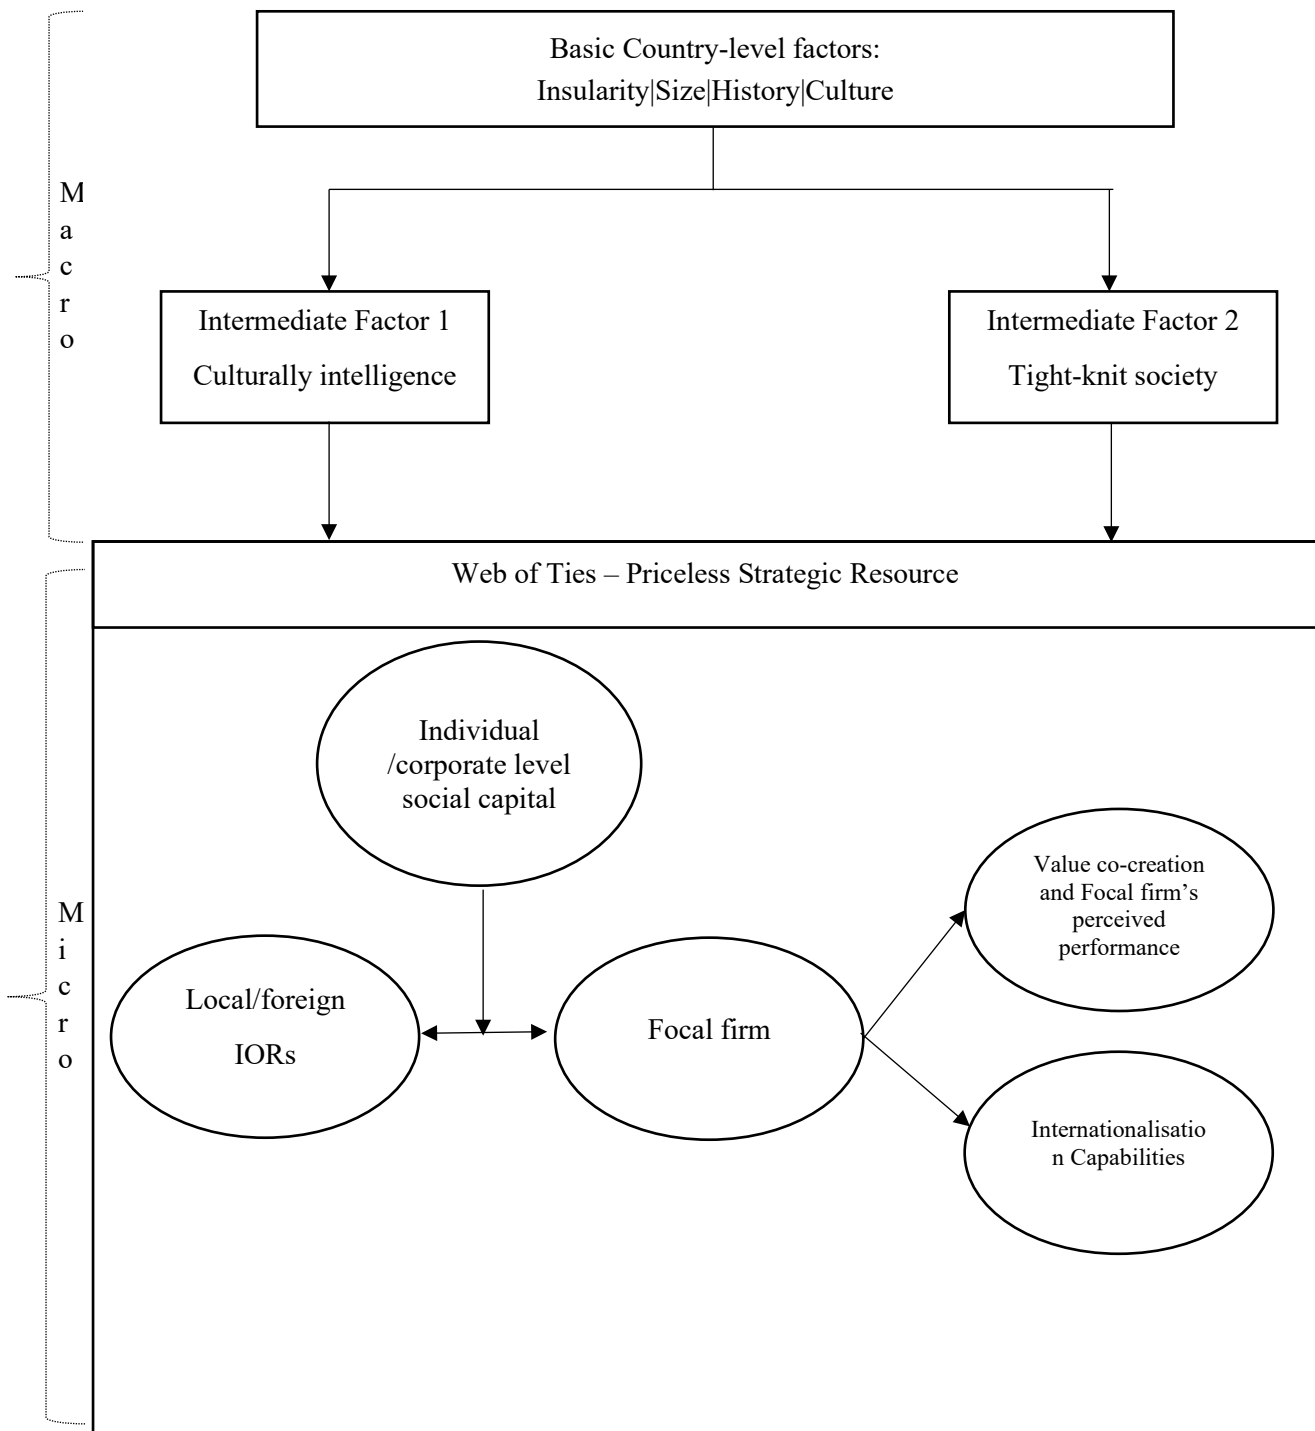 Basic Country-level factors:
Insularity|Size|History|Culture
M
a
c
r
o
Intermediate Factor 1
Culturally intelligence
Intermediate Factor 2
Tight-knit society
Web of Ties – Priceless Strategic Resource
Individual
/corporate level
social capital
M
i
c
r
o
Local/foreign
IORs
Focal firm
Value co-creation
and Focal firm's
perceived
performance
Internationalisatio
n Capabilities